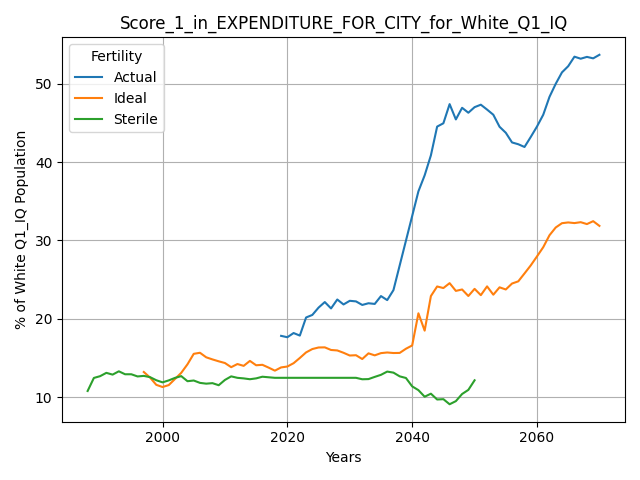 Score_1_in_EXPENDITURE_FOR_CITY_for_White_Q1_IQ
Fertility
Actual
Ideal
Sterile
% of White Q1_IQ Population
50
40
30
20
10
2000
2020
2040
2060
Years